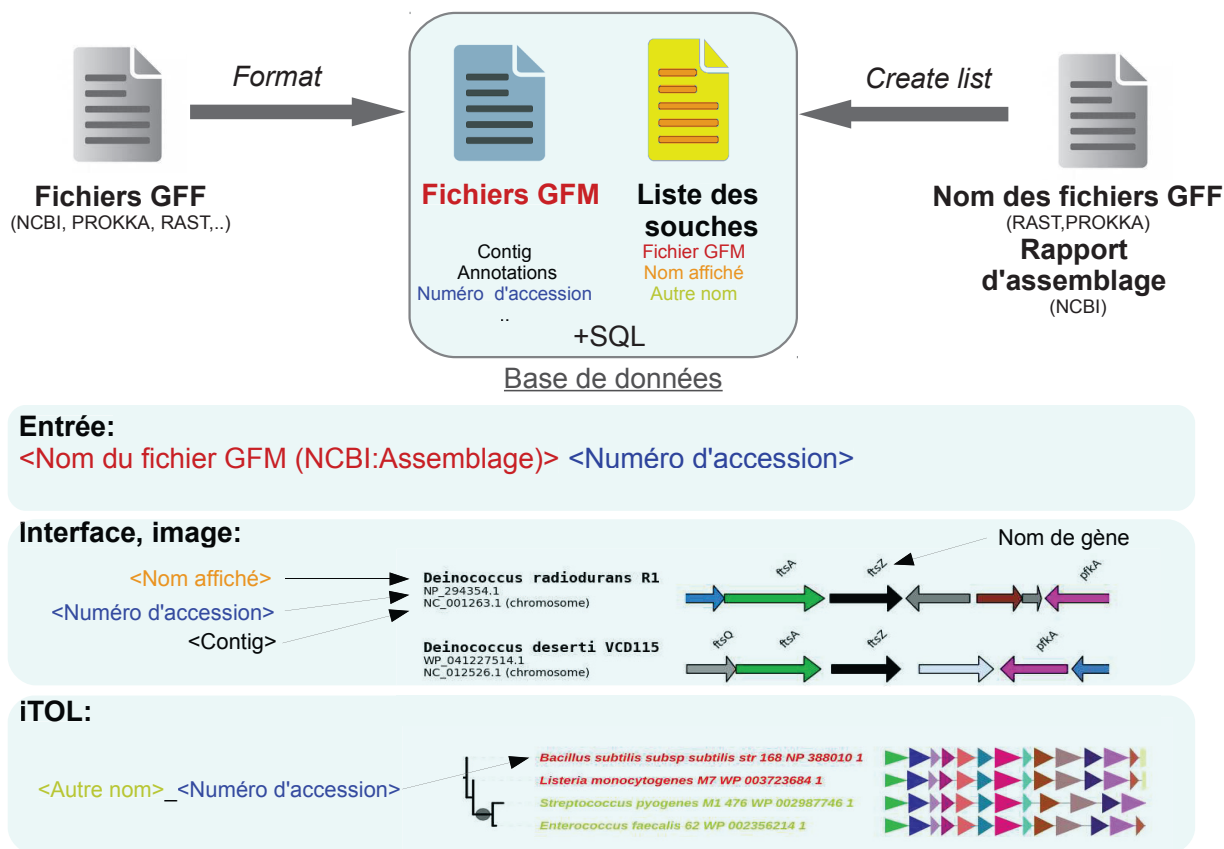 Format
Create list
Fichiers GFF
(NCBI, PROKKA, RAST,..)
Fichiers GFM
Contig
Annotations
Numéro d'accession
..
Liste des
souches
Fichier GFM
Nom affiché
Autre nom
+SQL
Base de données
Nom des fichiers GFF
(RAST,PROKKA)
Rapport
d'assemblage
(NCBI)
Entrée:
<Nom du fichier GFM (NCBI:Assemblage)> <Numéro d'accession>
Interface, image:
Nom de gène
<Nom affiché>
<Numéro d'accession>
<Contig>
Deinococcus radiodurans R1
NP_294354.1
NC_001263.1 (chromosome)
ftsA
ftsZ
pfkA
Deinococcus deserti VCD115
WP_041227514.1
NC_012526.1 (chromosome)
ftsQ
ftsA
ftsZ
pfkA
iTOL:
<Autre nom>_<Numéro d'accession>
Bacillus subtilis subsp subtilis str 168 NP 388010 1
Listeria monocytogenes M7 WP 003723684 1
Streptococcus pyogenes M1 476 WP 002987746 1
Enterococcus faecalis 62 WP 002356214 1